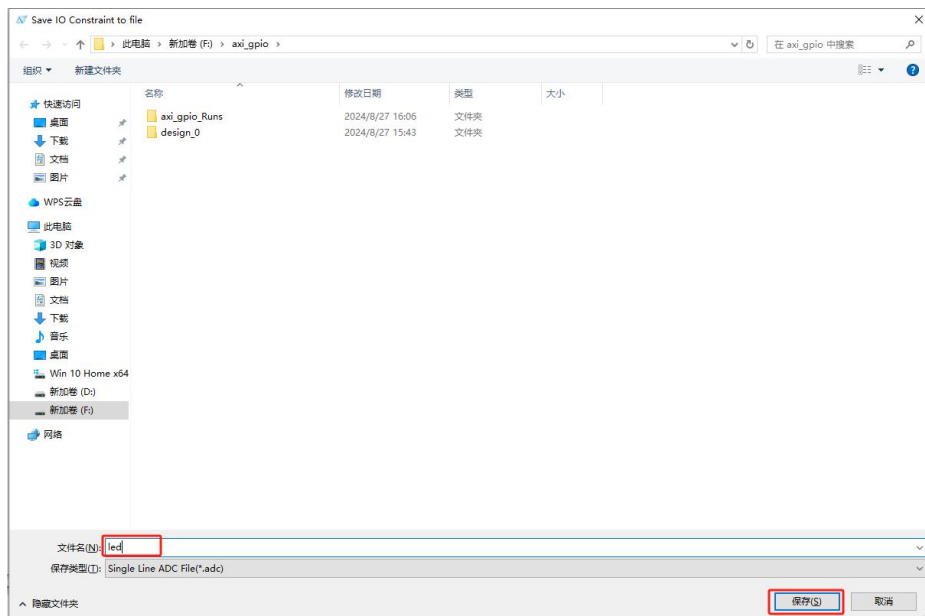 Save IO Constraint to file
此电脑 › 新加卷 (F:) › axi_gpio ›
在 axi_gpio 中搜索
组织 新建文件夹
名称 修改日期 类型 大小
快速访问
桌面
下载
文档
图片
WPS云盘
此电脑
3D 对象
视频
图片
文档
下载
音乐
桌面
Win 10 Home x64
新加卷 (D:)
新加卷 (F:)
网络
axi_gpio_Runs 2024/8/27 16:06 文件夹
design_0 2024/8/27 15:43 文件夹
文件名(N): led
保存类型(T): Single Line ADC File(*.adc)
隐藏文件夹
保存(S) 取消